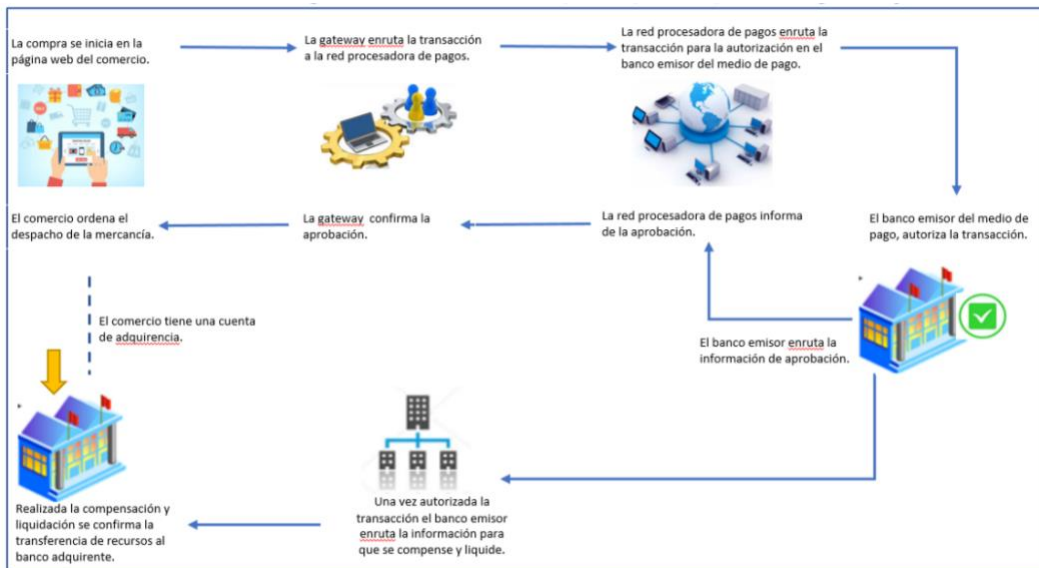 La compra se inicia en la
página web del comercio.
La gateway enruta la transacción
a la red procesadora de pagos.
La red procesadora de pagos enruta la
transacción para la autorización en el
banco emisor del medio de pago.
El comercio ordena el
despacho de la mercancía.
La gateway confirma la
aprobación.
La red procesadora de pagos informa
de la aprobación.
El banco emisor del medio de
pago, autoriza la transacción.
El comercio tiene una cuenta
de adquirencia.
El banco emisor enruta la
información de aprobación.
Una vez autorizada la
transacción el banco emisor
enruta la información para
que se compense y liquide.
Realizada la compensación y
liquidación se confirma la
transferencia de recursos al
banco adquirente.